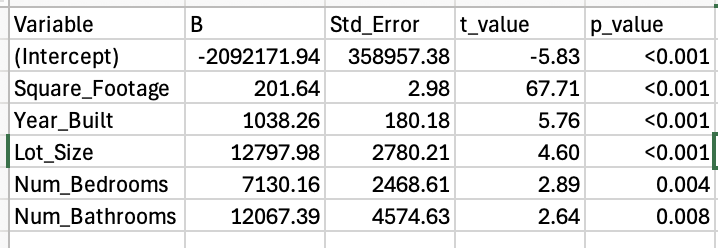 Variable B Std_Error t_value p_value
(Intercept) -2092171.94 358957.38 -5.83 <0.001
Square_Footage 201.64 2.98 67.71 <0.001
Year_Built 1038.26 180.18 5.76 <0.001
Lot_Size 12797.98 2780.21 4.60 <0.001
Num_Bedrooms 7130.16 2468.61 2.89 0.004
Num_Bathrooms 12067.39 4574.63 2.64 0.008